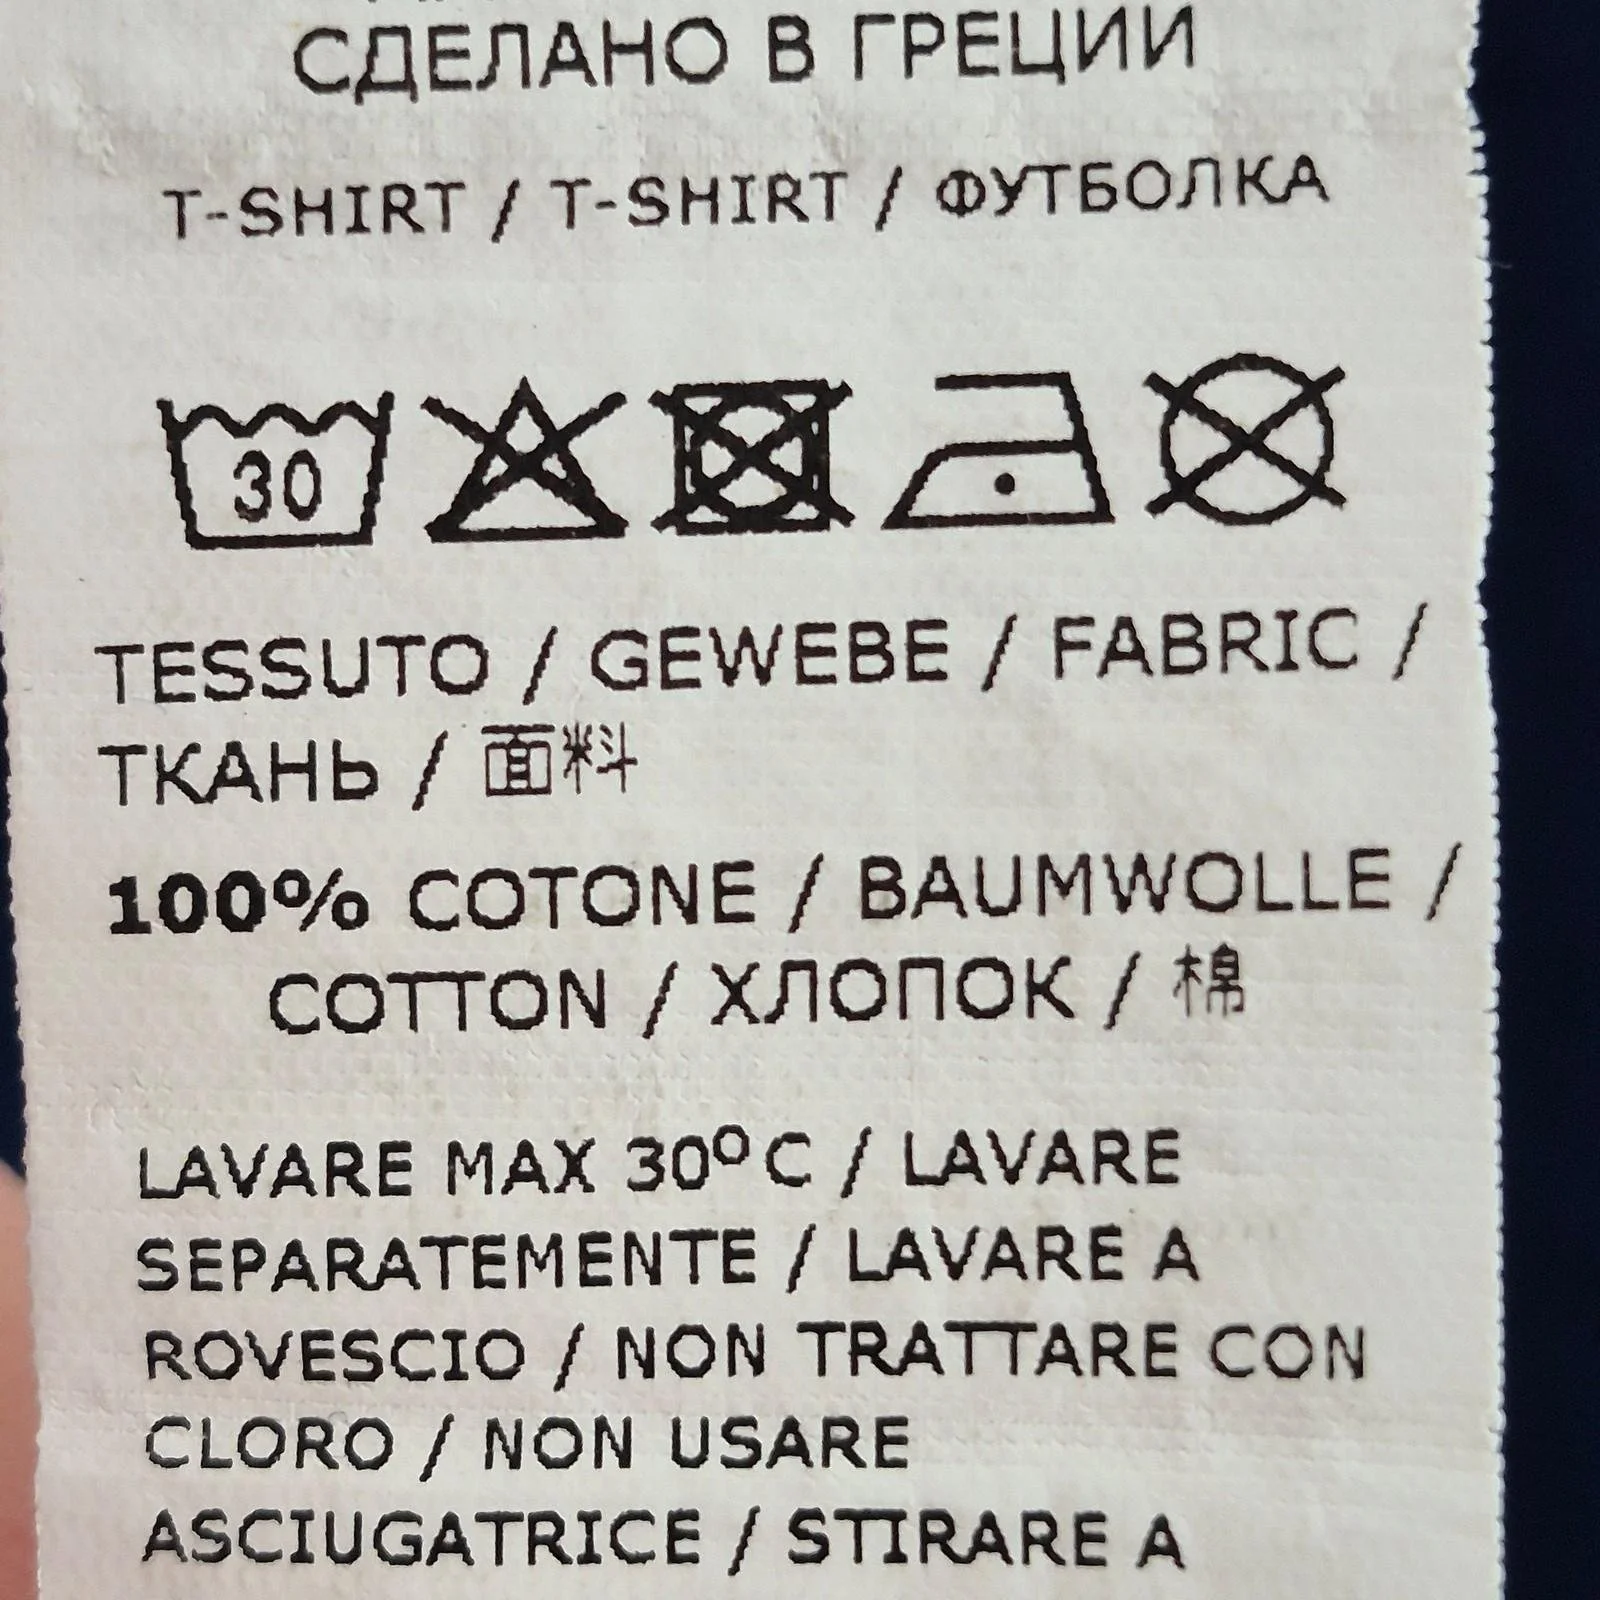 СДЕЛАНО В ГРЕЦИИ
T-SHIRT / T-SHIRT / ФУТБОЛКА
30
TESSUTO / GEWEBE / FABRIC /
ТКАНЬ / 面料
100% COTONE / BAUMWOLLE /
COTTON / ХЛОПОК / 棉
LAVARE MAX 30ºC / LAVARE
SEPARATEMENTE / LAVARE A
ROVESCIO / NON TRATTARE CON
CLORO / NON USARE
ASCIUGATRICE / STIRARE A